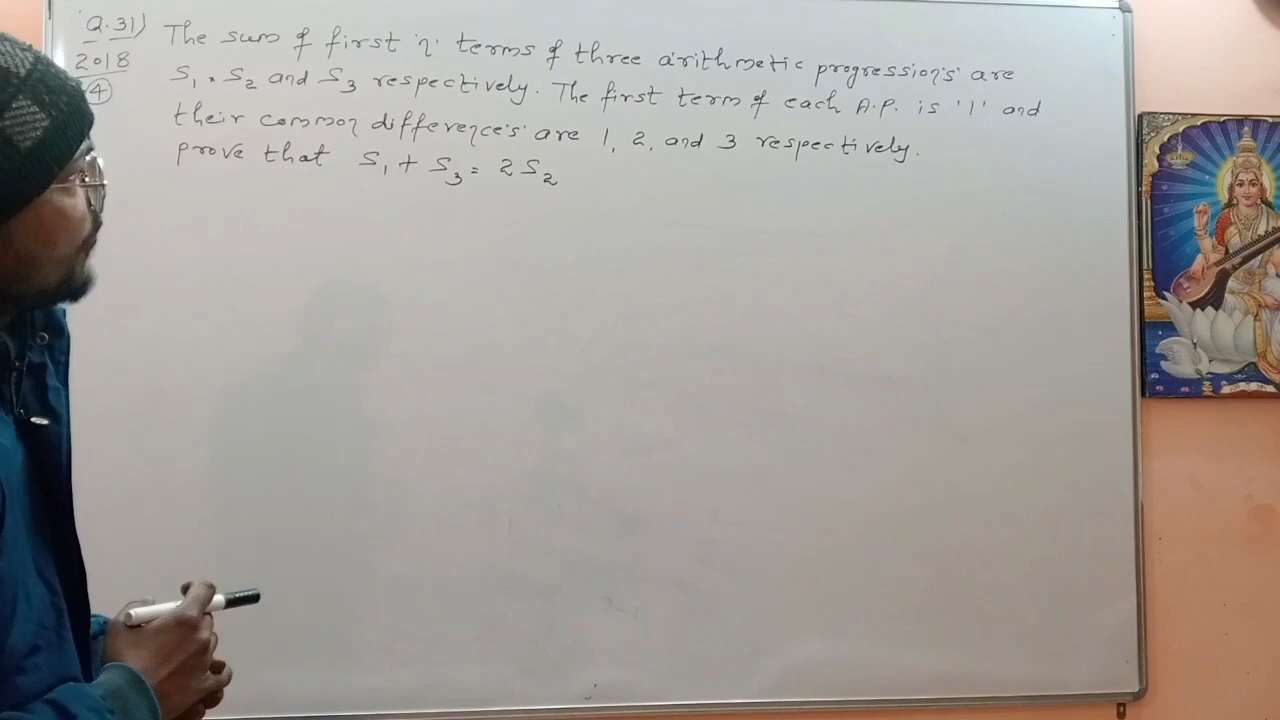 Q.31) The sum of first 'n' terms of three arithmetic progression's are
2018 S₁, S₂ and S₃ respectively. The first term of each A.P. is '1' and
④ their common difference's are 1, 2, and 3 respectively.
prove that S₁ + S₃ = 2S₂